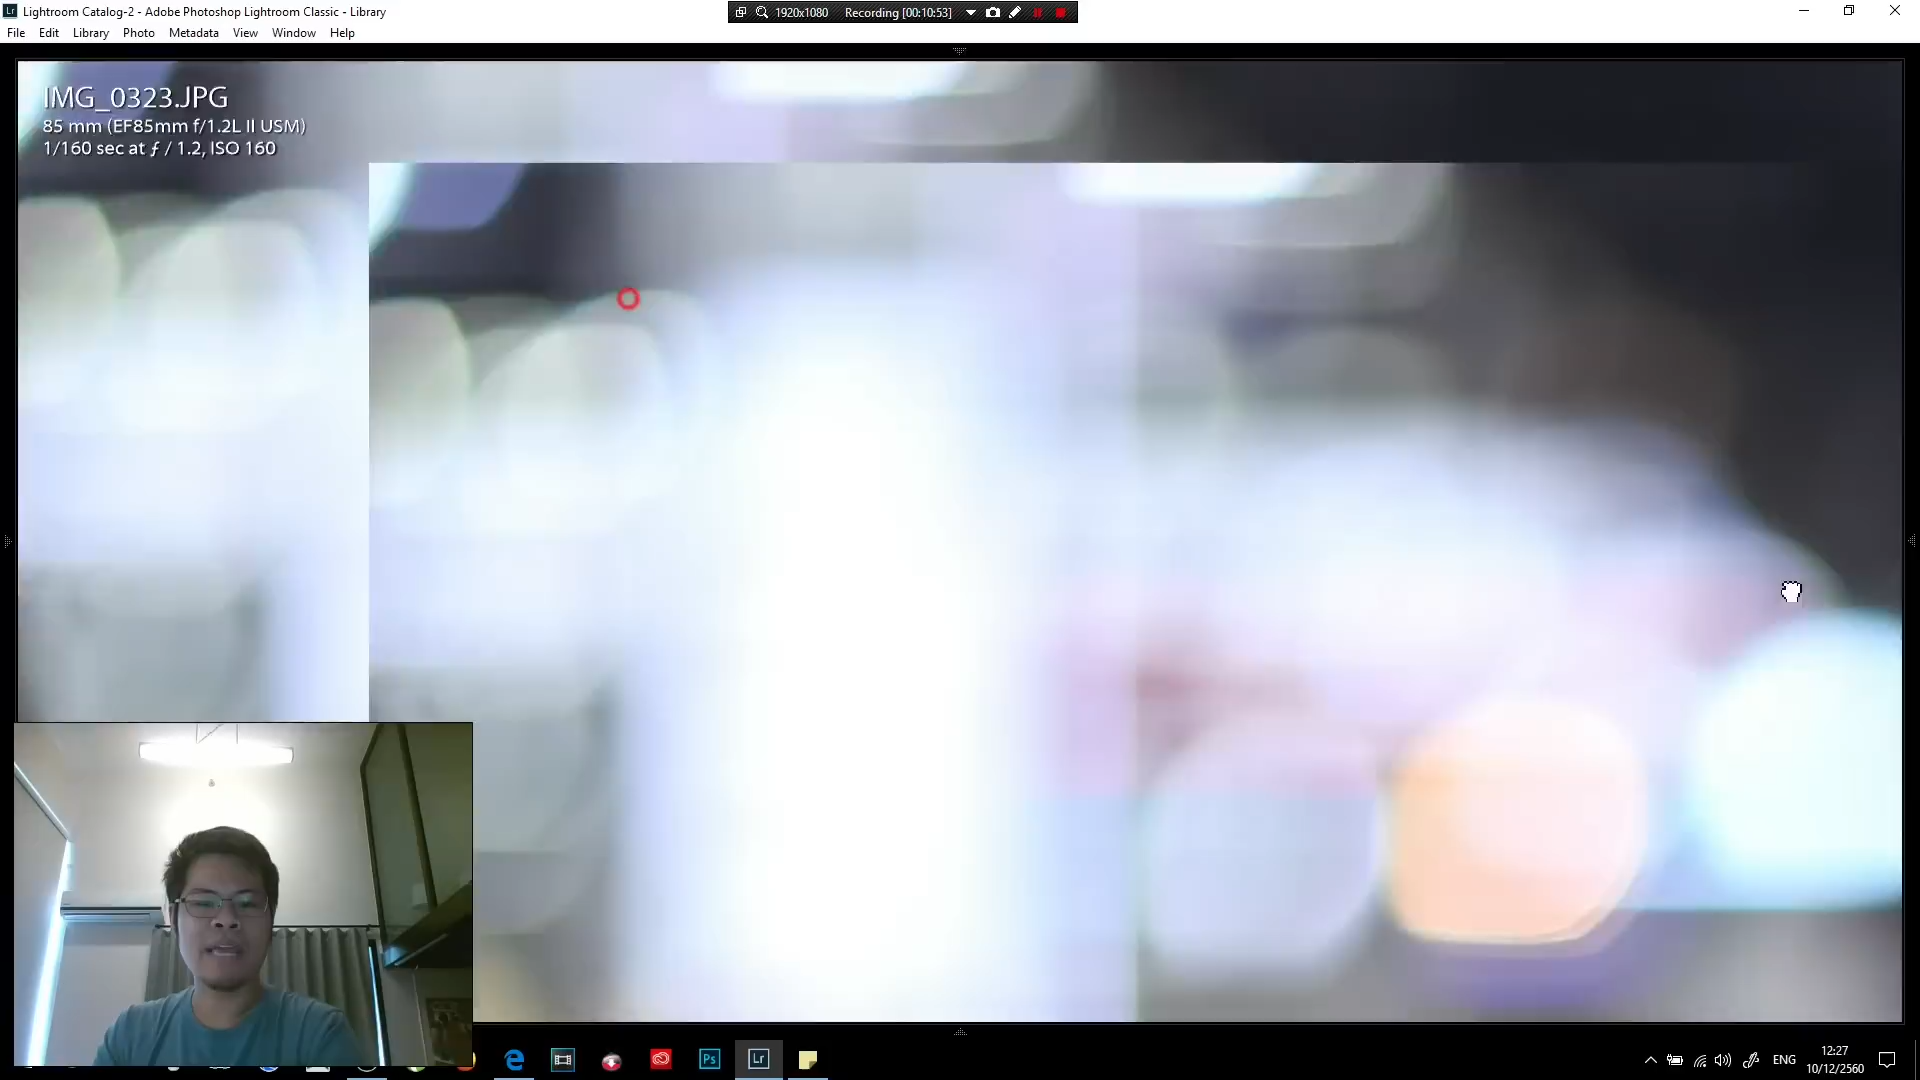 Lightroom Catalog-2 - Adobe Photoshop Lightroom Classic - Library
1920x1080 Recording [00:10:53]
File Edit Library Photo Metadata View Window Help
IMG_0323.JPG
85 mm (EF85mm f/1.2L II USM)
1/160 sec at ƒ / 1.2, ISO 160
Lr
Ps
Lr
ENG
12:27
10/12/2560